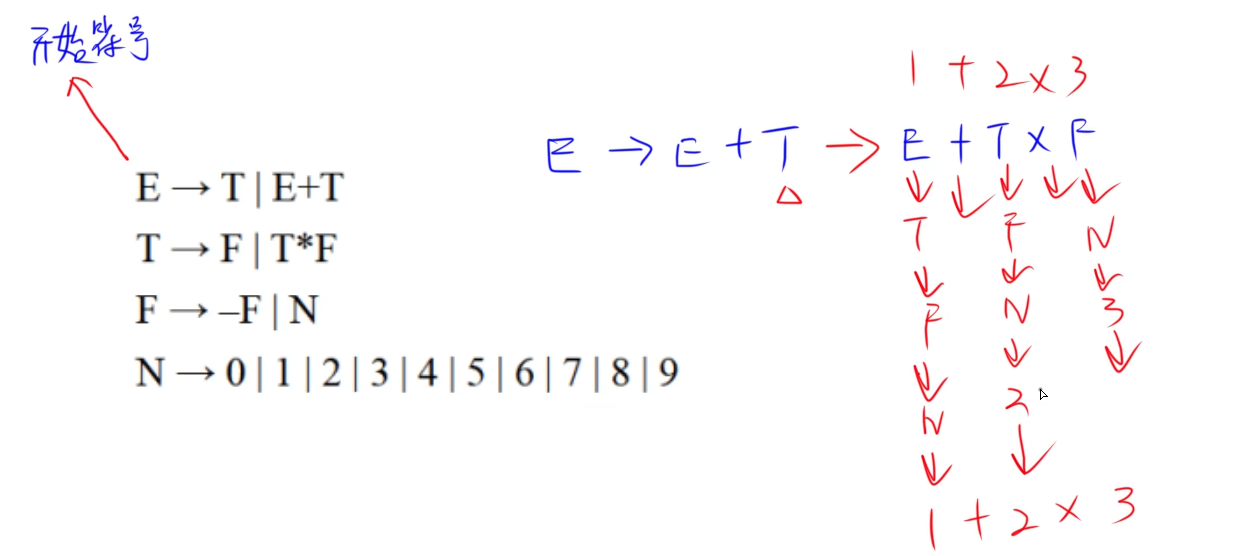 开始符号
1 + 2 × 3
E → E + T → E + T × F
E → T | E+T
T → F | T*F
F → –F | N
N → 0 | 1 | 2 | 3 | 4 | 5 | 6 | 7 | 8 | 9
T F N
F N 3
N 2
1 + 2 × 3